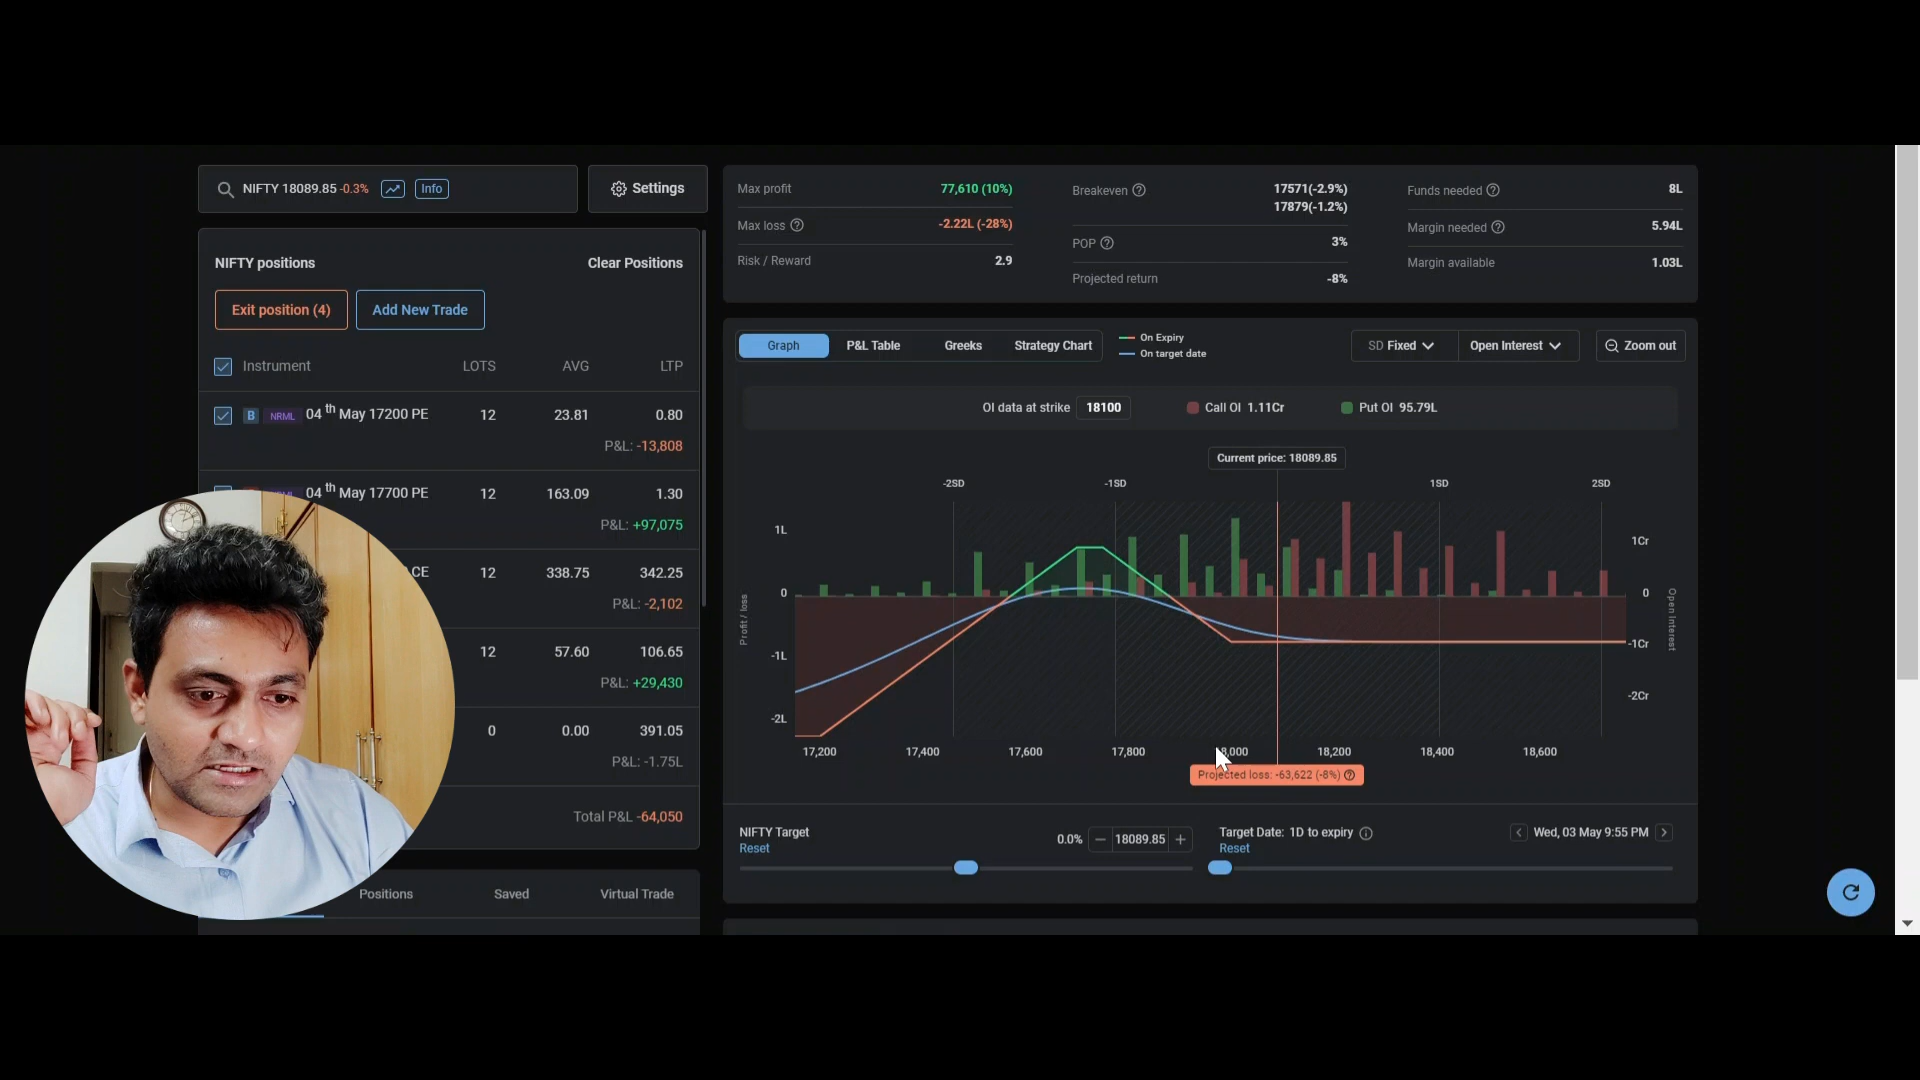 NIFTY 18089.85 -0.3% Info
Settings
NIFTY positions Clear Positions
Exit position (4) Add New Trade
Instrument LOTS AVG LTP
B NRML 04 th May 17200 PE 12 23.81 0.80
P&L: -13,808
04 th May 17700 PE 12 163.09 1.30
P&L: +97,075
CE 12 338.75 342.25
P&L: -2,102
12 57.60 106.65
P&L: +29,430
0 0.00 391.05
P&L: -1.75L
Total P&L -64,050
Positions Saved Virtual Trade
Max profit 77,610 (10%)
Max loss -2.22L (-28%)
Risk / Reward 2.9
Breakeven 17571(-2.9%)
17879(-1.2%)
POP 3%
Projected return -8%
Funds needed 8L
Margin needed 5.94L
Margin available 1.03L
Graph P&L Table Greeks Strategy Chart
On Expiry
On target date
SD Fixed Open Interest Zoom out
OI data at strike 18100 Call OI 1.11Cr Put OI 95.79L
Current price: 18089.85
-2SD -1SD 1SD 2SD
1L 1Cr
0 0
-1L -1Cr
-2L -2Cr
Profit / loss
Open Interest
17,200 17,400 17,600 17,800 18,200 18,400 18,600
Projected loss: -63,622 (-8%)
NIFTY Target 0.0% − 18089.85 +
Reset
Target Date: 1D to expiry < Wed, 03 May 9:55 PM >
Reset